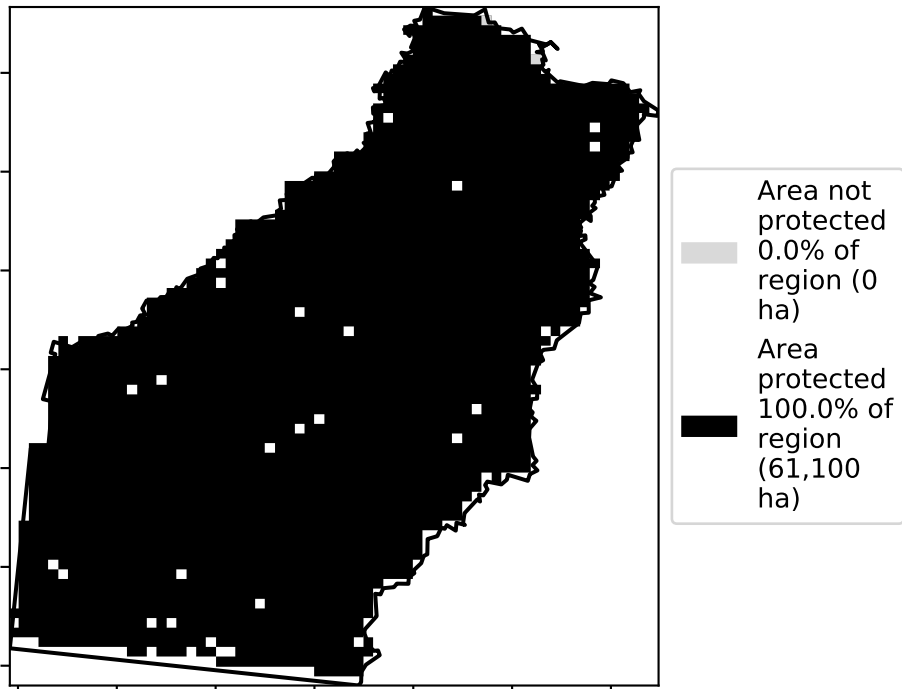 Area not
protected
0.0% of
region (0
ha)
Area
protected
100.0% of
region
(61,100
ha)